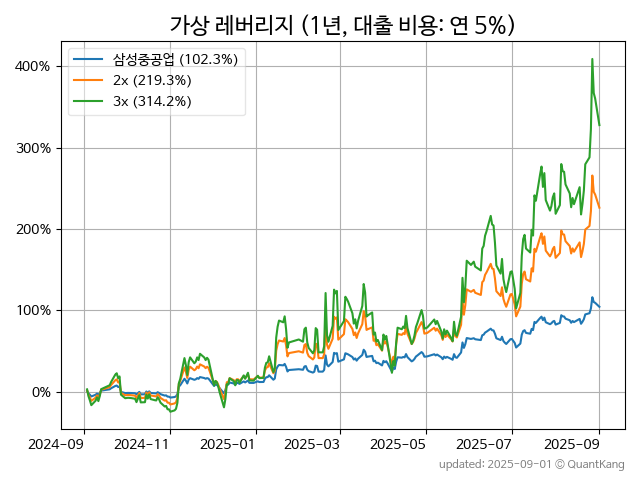 가상 레버리지 (1년, 대출 비용: 연 5%)
삼성중공업 (102.3%)
2x (219.3%)
3x (314.2%)
400%
300%
200%
100%
0%
2024-09 2024-11 2025-01 2025-03 2025-05 2025-07 2025-09
updated: 2025-09-01 © QuantKang